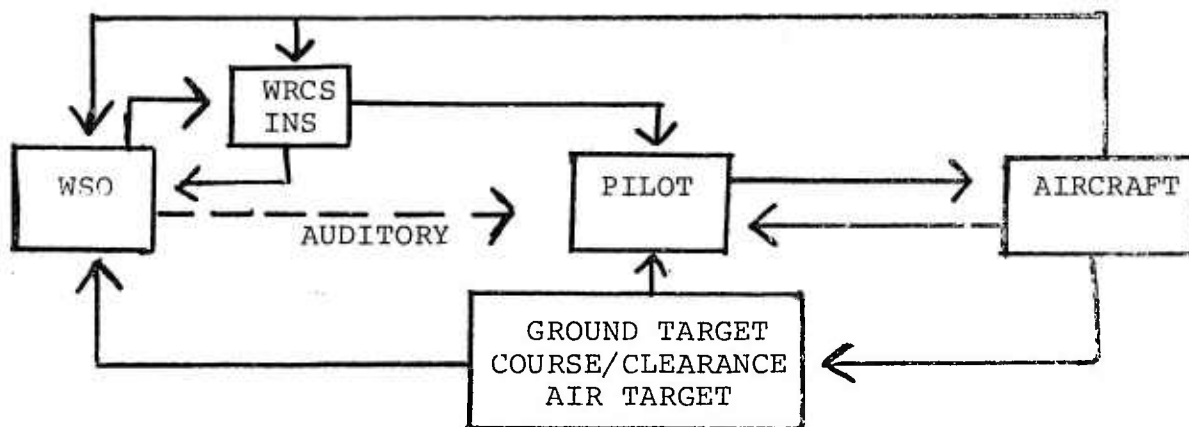 WRCS
INS
WSO
PILOT
AIRCRAFT
AUDITORY
GROUND TARGET
COURSE/CLEARANCE
AIR TARGET